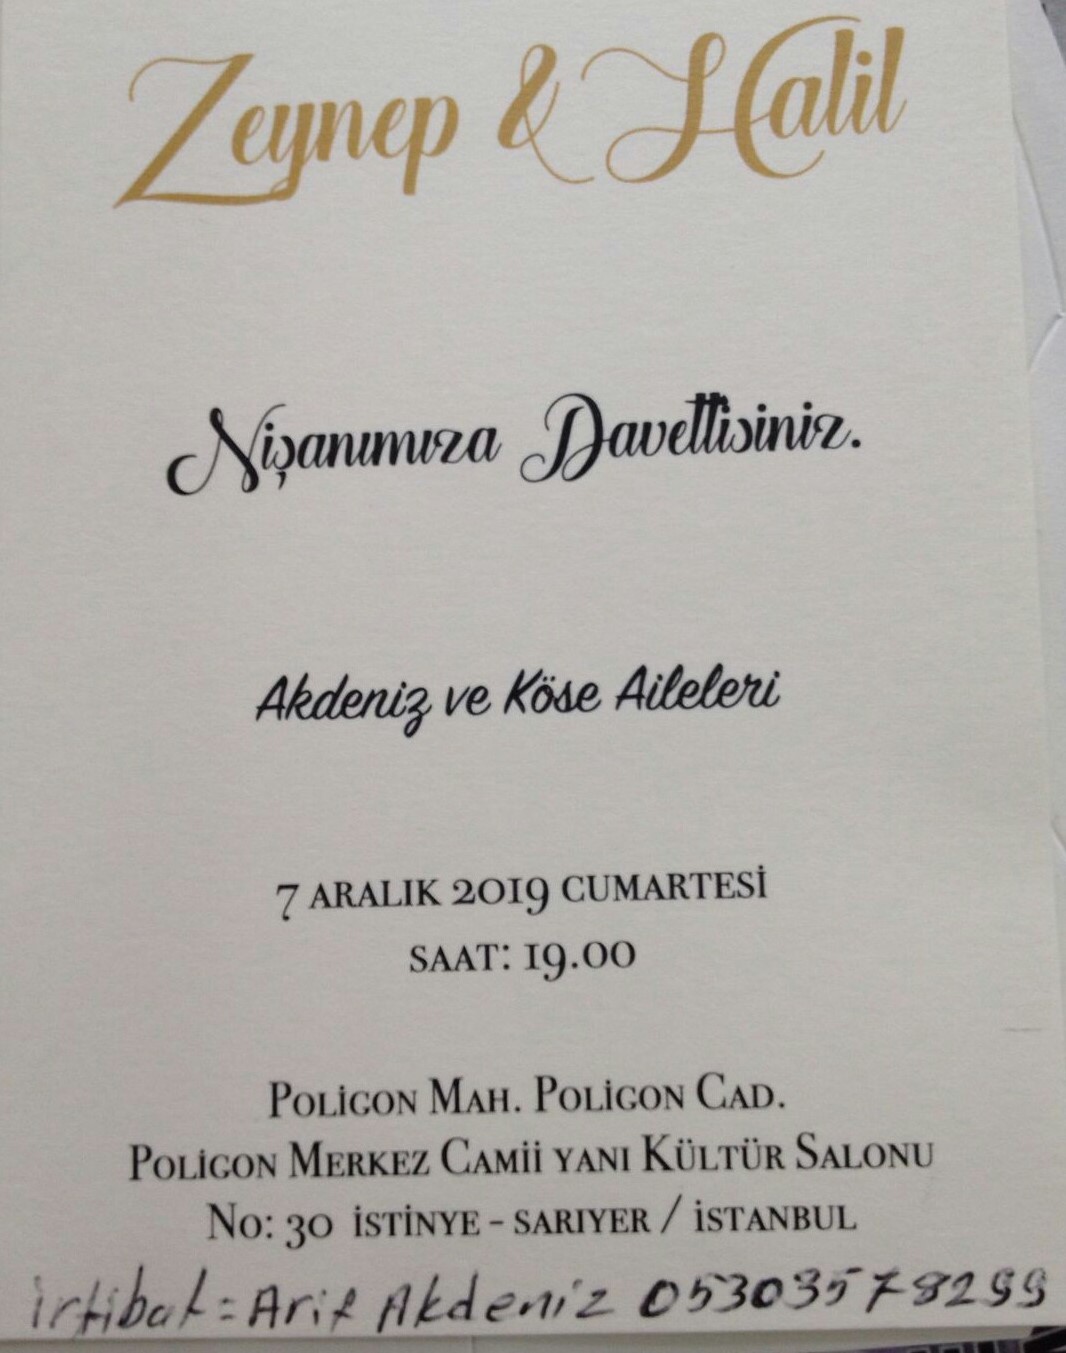 Zeynep & Halil
Nişanımıza Davetlisiniz.
Akdeniz ve Köse Aileleri
7 ARALIK 2019 CUMARTESİ
SAAT: 19.00
POLİGON MAH. POLİGON CAD.
POLİGON MERKEZ CAMİİ YANI KÜLTÜR SALONU
NO: 30 İSTİNYE - SARIYER / İSTANBUL
irtibat = Arif Akdeniz 05303578299